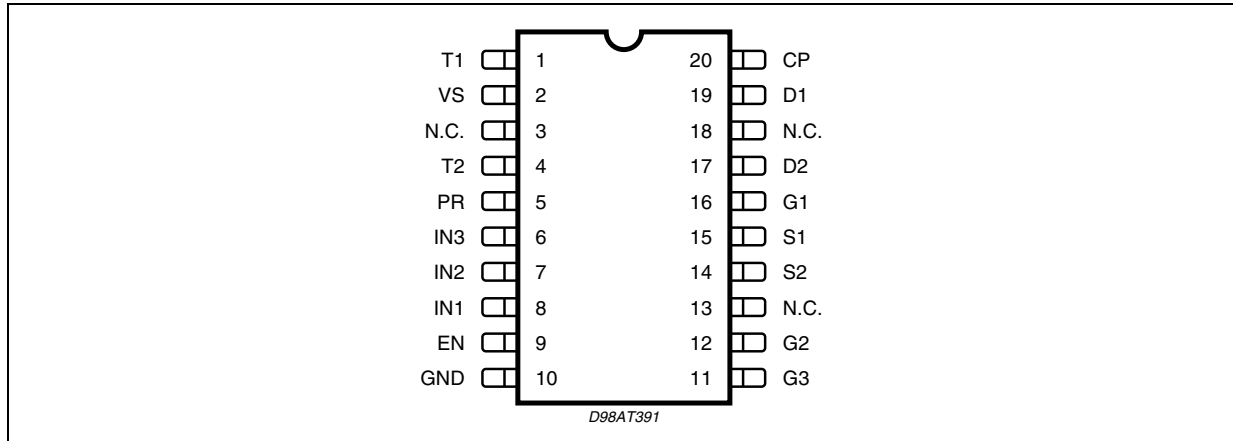 T1 1 20 CP
VS 2 19 D1
N.C. 3 18 N.C.
T2 4 17 D2
PR 5 16 G1
IN3 6 15 S1
IN2 7 14 S2
IN1 8 13 N.C.
EN 9 12 G2
GND 10 11 G3
D98AT391